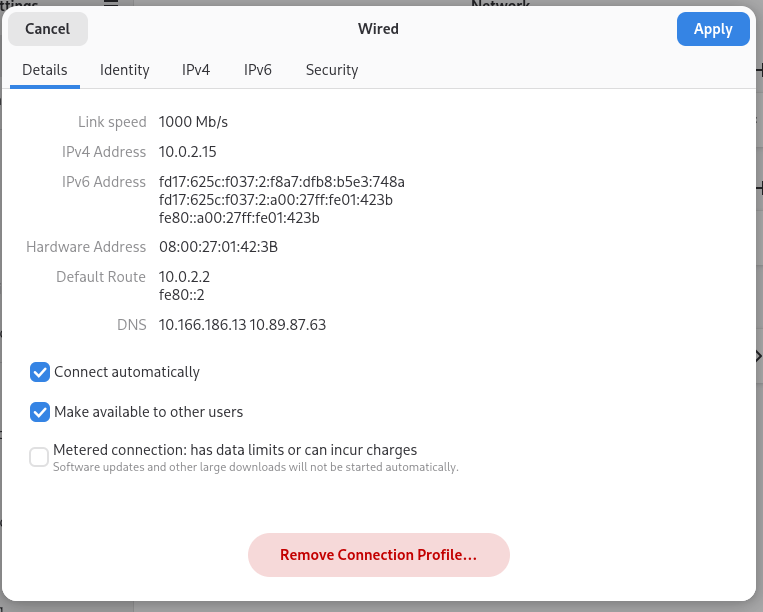 ttings
Network
Cancel
Wired
Apply
Details Identity IPv4 IPv6 Security
Link speed 1000 Mb/s
IPv4 Address 10.0.2.15
IPv6 Address fd17:625c:f037:2:f8a7:dfb8:b5e3:748a
fd17:625c:f037:2:a00:27ff:fe01:423b
fe80::a00:27ff:fe01:423b
Hardware Address 08:00:27:01:42:3B
Default Route 10.0.2.2
fe80::2
DNS 10.166.186.13 10.89.87.63
Connect automatically
Make available to other users
Metered connection: has data limits or can incur charges
Software updates and other large downloads will not be started automatically.
Remove Connection Profile…